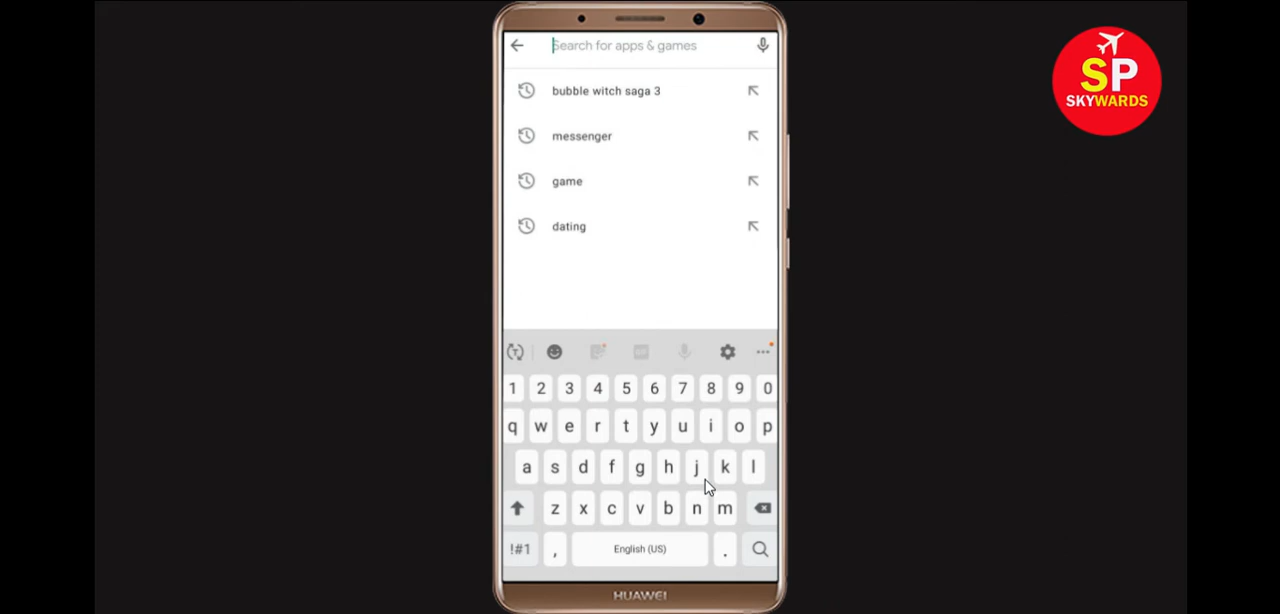 Search for apps & games
SP
SKYWARDS
bubble witch saga 3
messenger
game
dating
T
GIF
1 2 3 4 5 6 7 8 9 0
q w e r t y u i o p
a s d f g h j k l
z x c v b n m
!#1 , English (US) .
HUAWEI